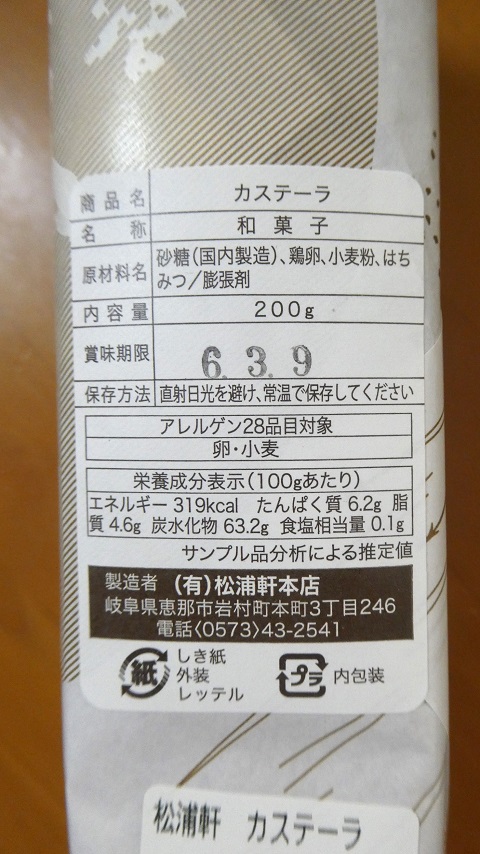 商品名 カステーラ
名称 和菓子
原材料名 砂糖(国内製造)、鶏卵、小麦粉、はち
みつ/膨張剤
内容量 200g
賞味期限 6.3.9
保存方法 直射日光を避け、常温で保存してください
アレルゲン28品目対象
卵・小麦
栄養成分表示(100gあたり)
エネルギー 319kcal たんぱく質 6.2g 脂
質 4.6g 炭水化物 63.2g 食塩相当量 0.1g
サンプル品分析による推定値
製造者 (有)松浦軒本店
岐阜県恵那市岩村町本町3丁目246
電話〈0573〉43-2541
紙 しき紙
外装
レッテル
プラ 内包装
松浦軒 カステーラ